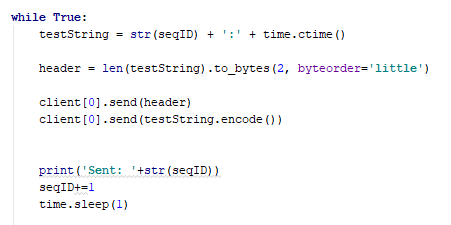 while True:
    testString = str(seqID) + ':' + time.ctime()
    header = len(testString).to_bytes(2, byteorder='little')
    client[0].send(header)
    client[0].send(testString.encode())
    print('Sent: '+str(seqID))
    seqID+=1
    time.sleep(1)